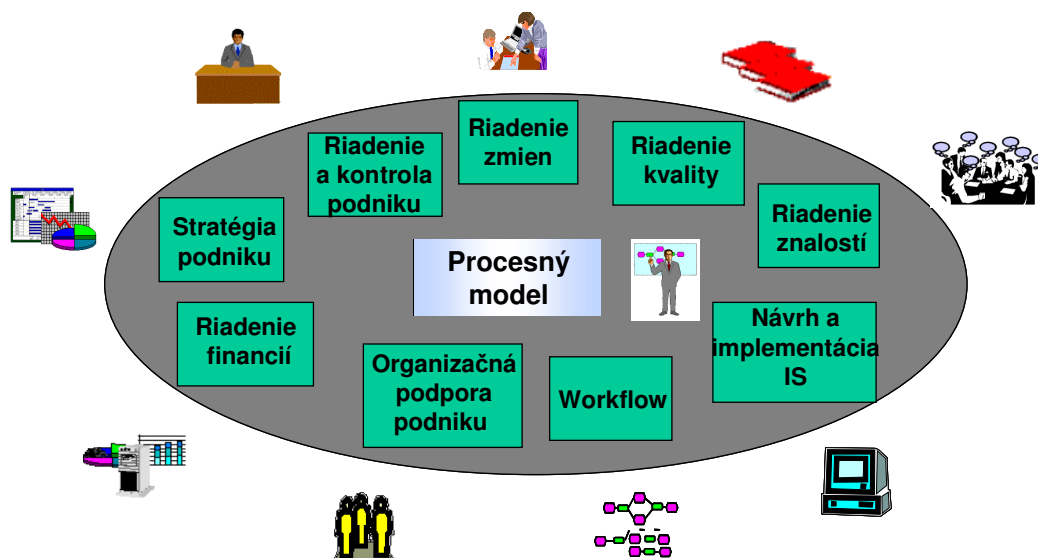 Riadenie
zmien
Riadenie
a kontrola
podniku
Riadenie
kvality
Stratégia
podniku
Riadenie
znalostí
Procesný
model
Riadenie
financií
Návrh a
implementácia
IS
Organizačná
podpora
podniku
Workflow